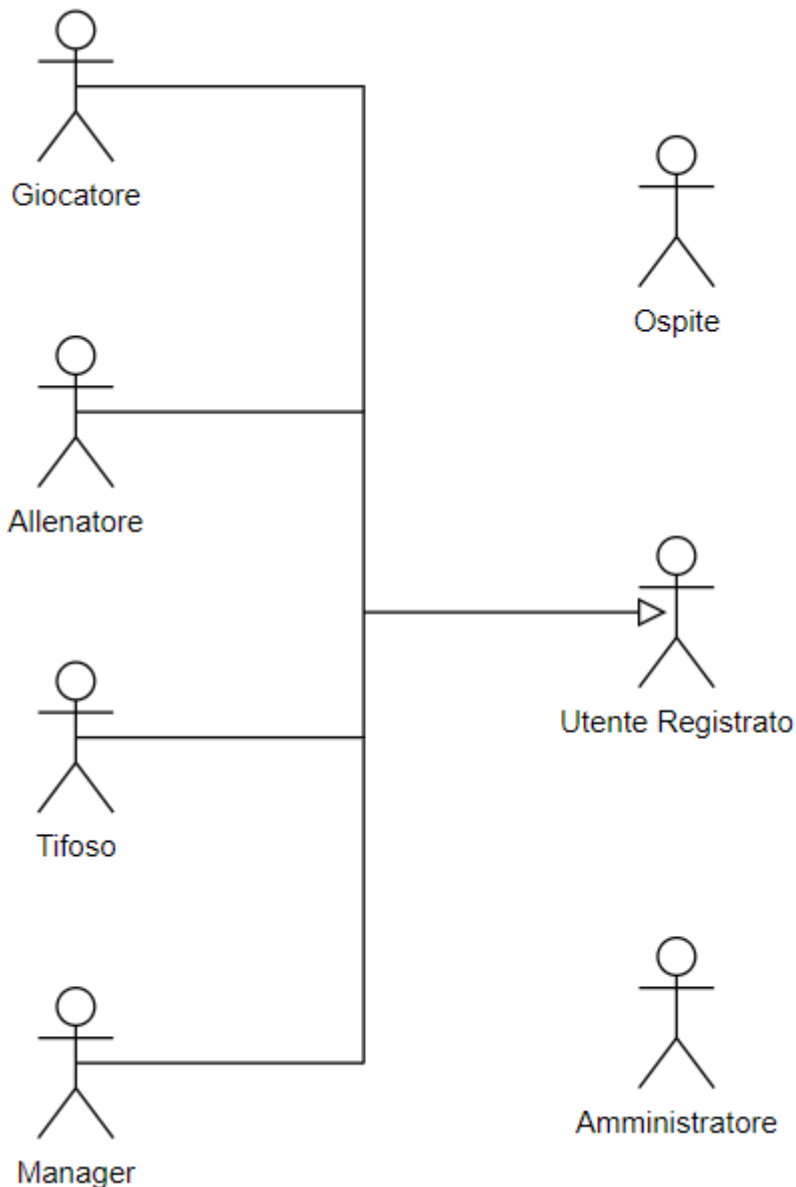 Giocatore
Ospite
Allenatore
Utente Registrato
Tifoso
Amministratore
Manager